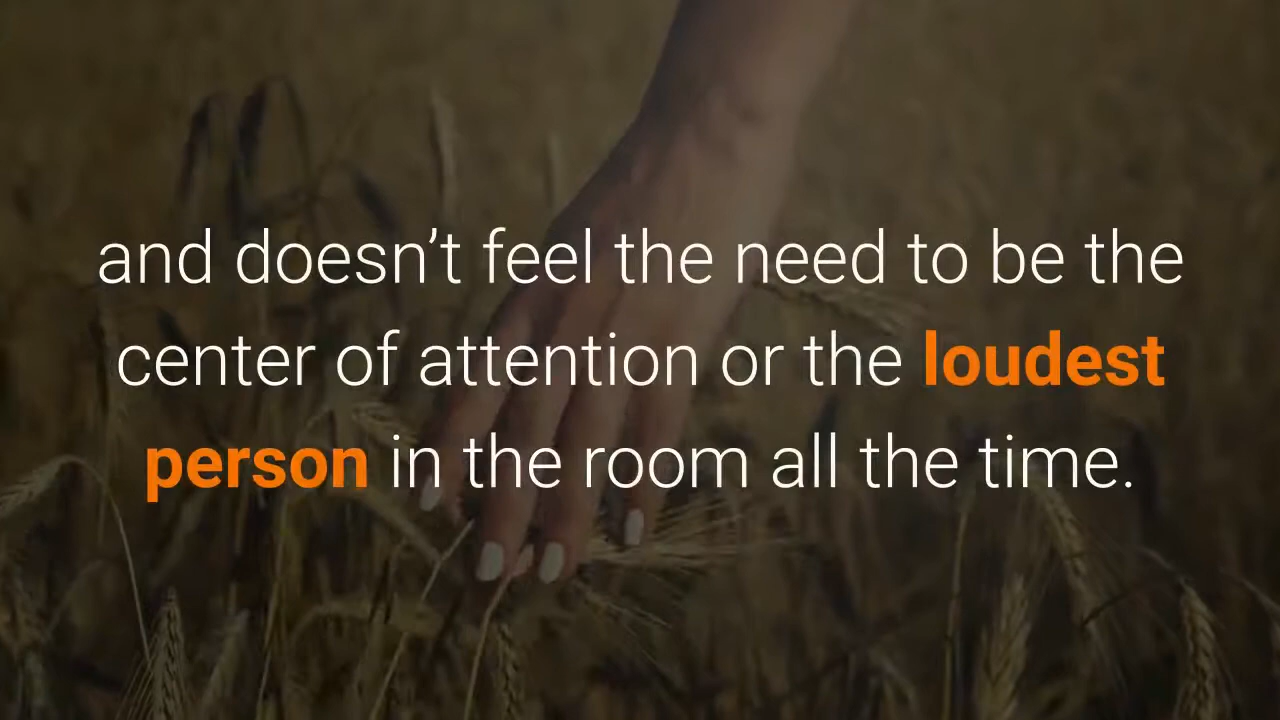 and doesn’t feel the need to be the
center of attention or the loudest
person in the room all the time.